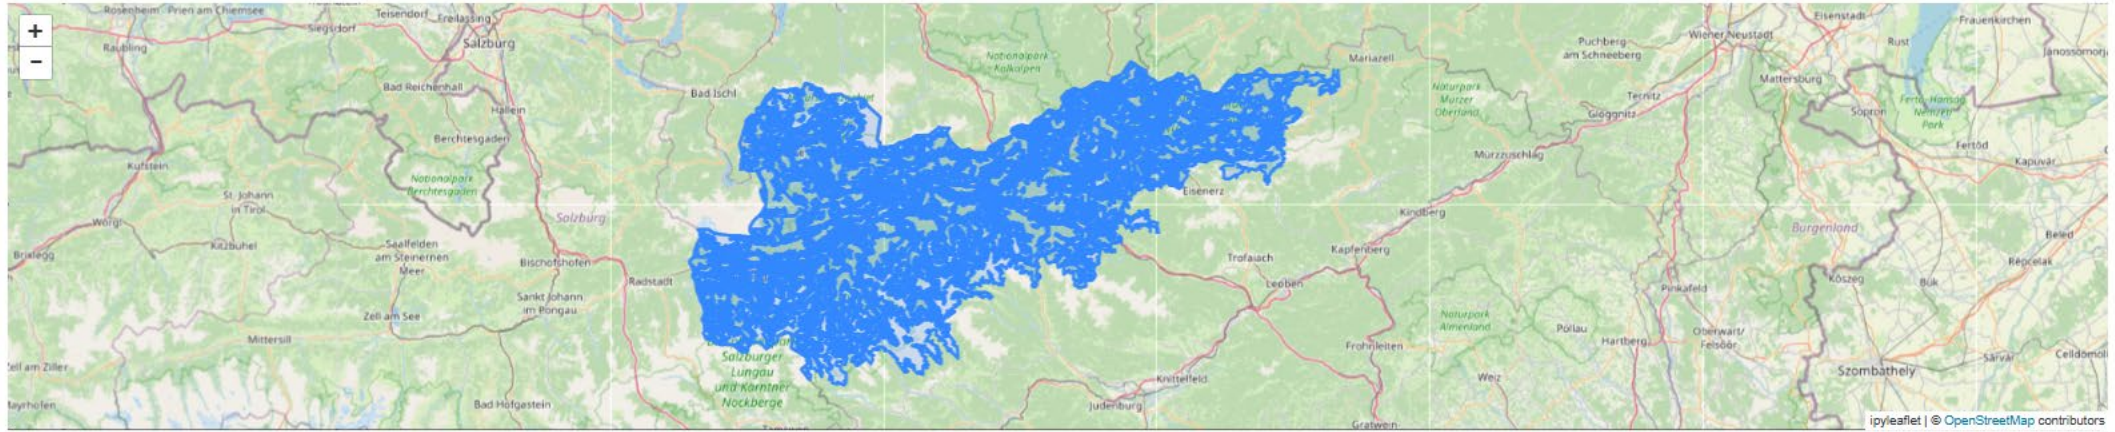 +
−
Rosenheim
Prien am Chiemsee
Teisendorf
Freilassing
Siegsdorf
Salzburg
Raubling
Bad Reichenhall
Hallein
Berchtesgaden
Nationalpark
Berchtesgaden
Kufstein
St. Johann
in Tirol
Wörgl
Kitzbühel
Brixlegg
Saalfelden
am Steinernen
Meer
Salzburg
Bischofshofen
Radstadt
Sankt Johann
im Pongau
Zell am See
Mittersill
Zell am Ziller
Mayrhofen
Bad Hofgastein
Bad Ischl
Nationalpark
Kalkalpen
Salzburger
Lungau
und Kärntner
Nockberge
Mariazell
Eisenerz
Trofaiach
Leoben
Knittelfeld
Judenburg
Kapfenberg
Kindberg
Mürzzuschlag
Naturpark
Mürzer
Oberland
Frohnleiten
Gratwein
Naturpark
Almenland
Weiz
Pöllau
Hartberg
Puchberg
am Schneeberg
Wiener Neustadt
Ternitz
Gloggnitz
Mattersburg
Eisenstadt
Rust
Frauenkirchen
Sopron
Fertő-Hanság
Nemzeti
Park
Fertőd
Kapuvár
Burgenland
Beled
Répcelak
Kőszeg
Bük
Pinkafeld
Oberwart/
Felsőőr
Szombathely
Sárvár
ipyleaflet | © OpenStreetMap contributors